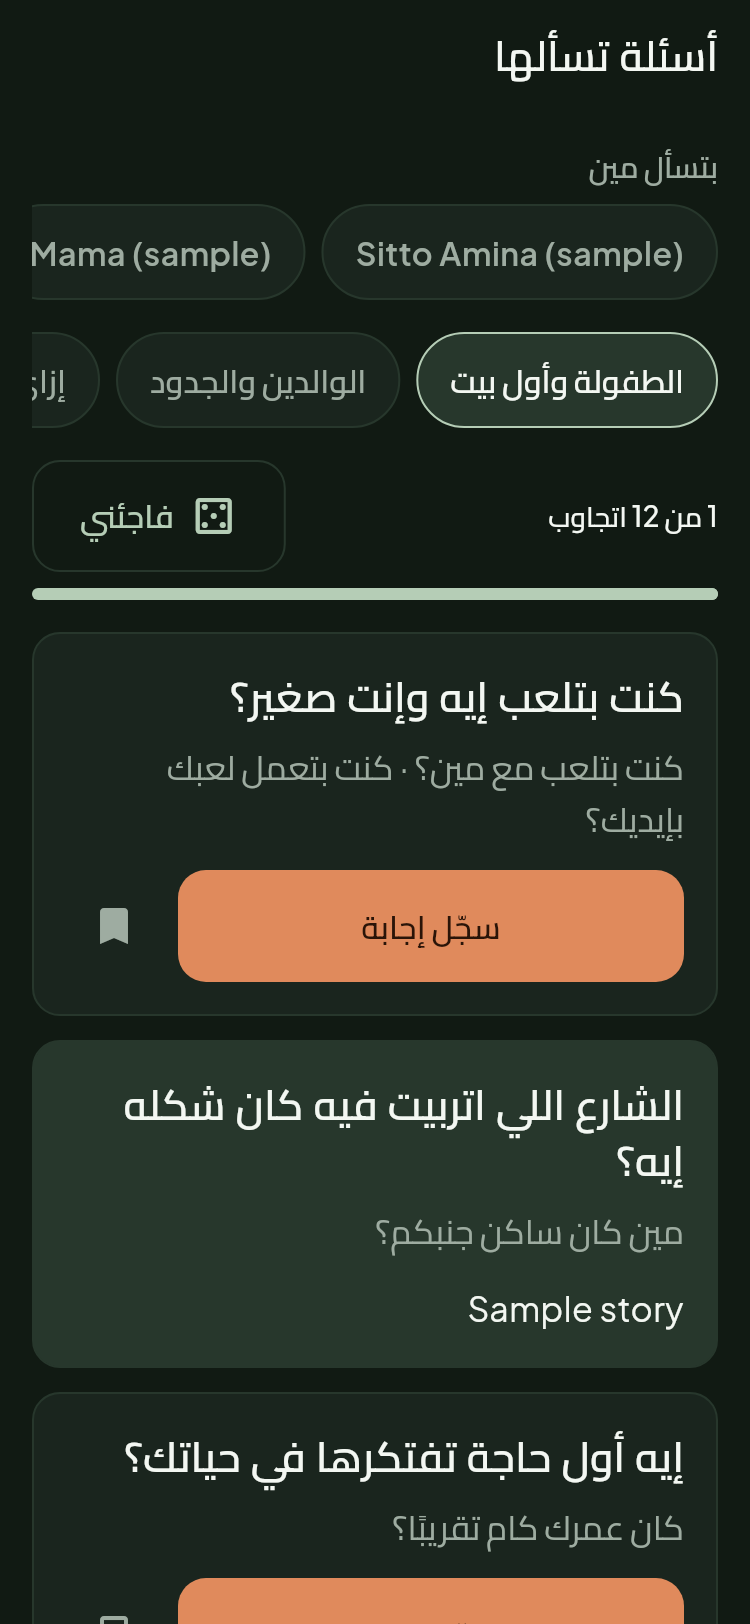 أسئلة تسألها
بتسأل مين
Sitto Amina (sample)
Mama (sample)
الطفولة وأول بيت
الوالدين والجدود
1 من 12 اتجاوب
فاجئني
كنت بتلعب إيه وإنت صغير؟
كنت بتلعب مع مين؟ · كنت بتعمل لعبك
بإيديك؟
سجّل إجابة
الشارع اللي اتربيت فيه كان شكله
إيه؟
مين كان ساكن جنبكم؟
Sample story
إيه أول حاجة تفتكرها في حياتك؟
كان عمرك كام تقريبًا؟